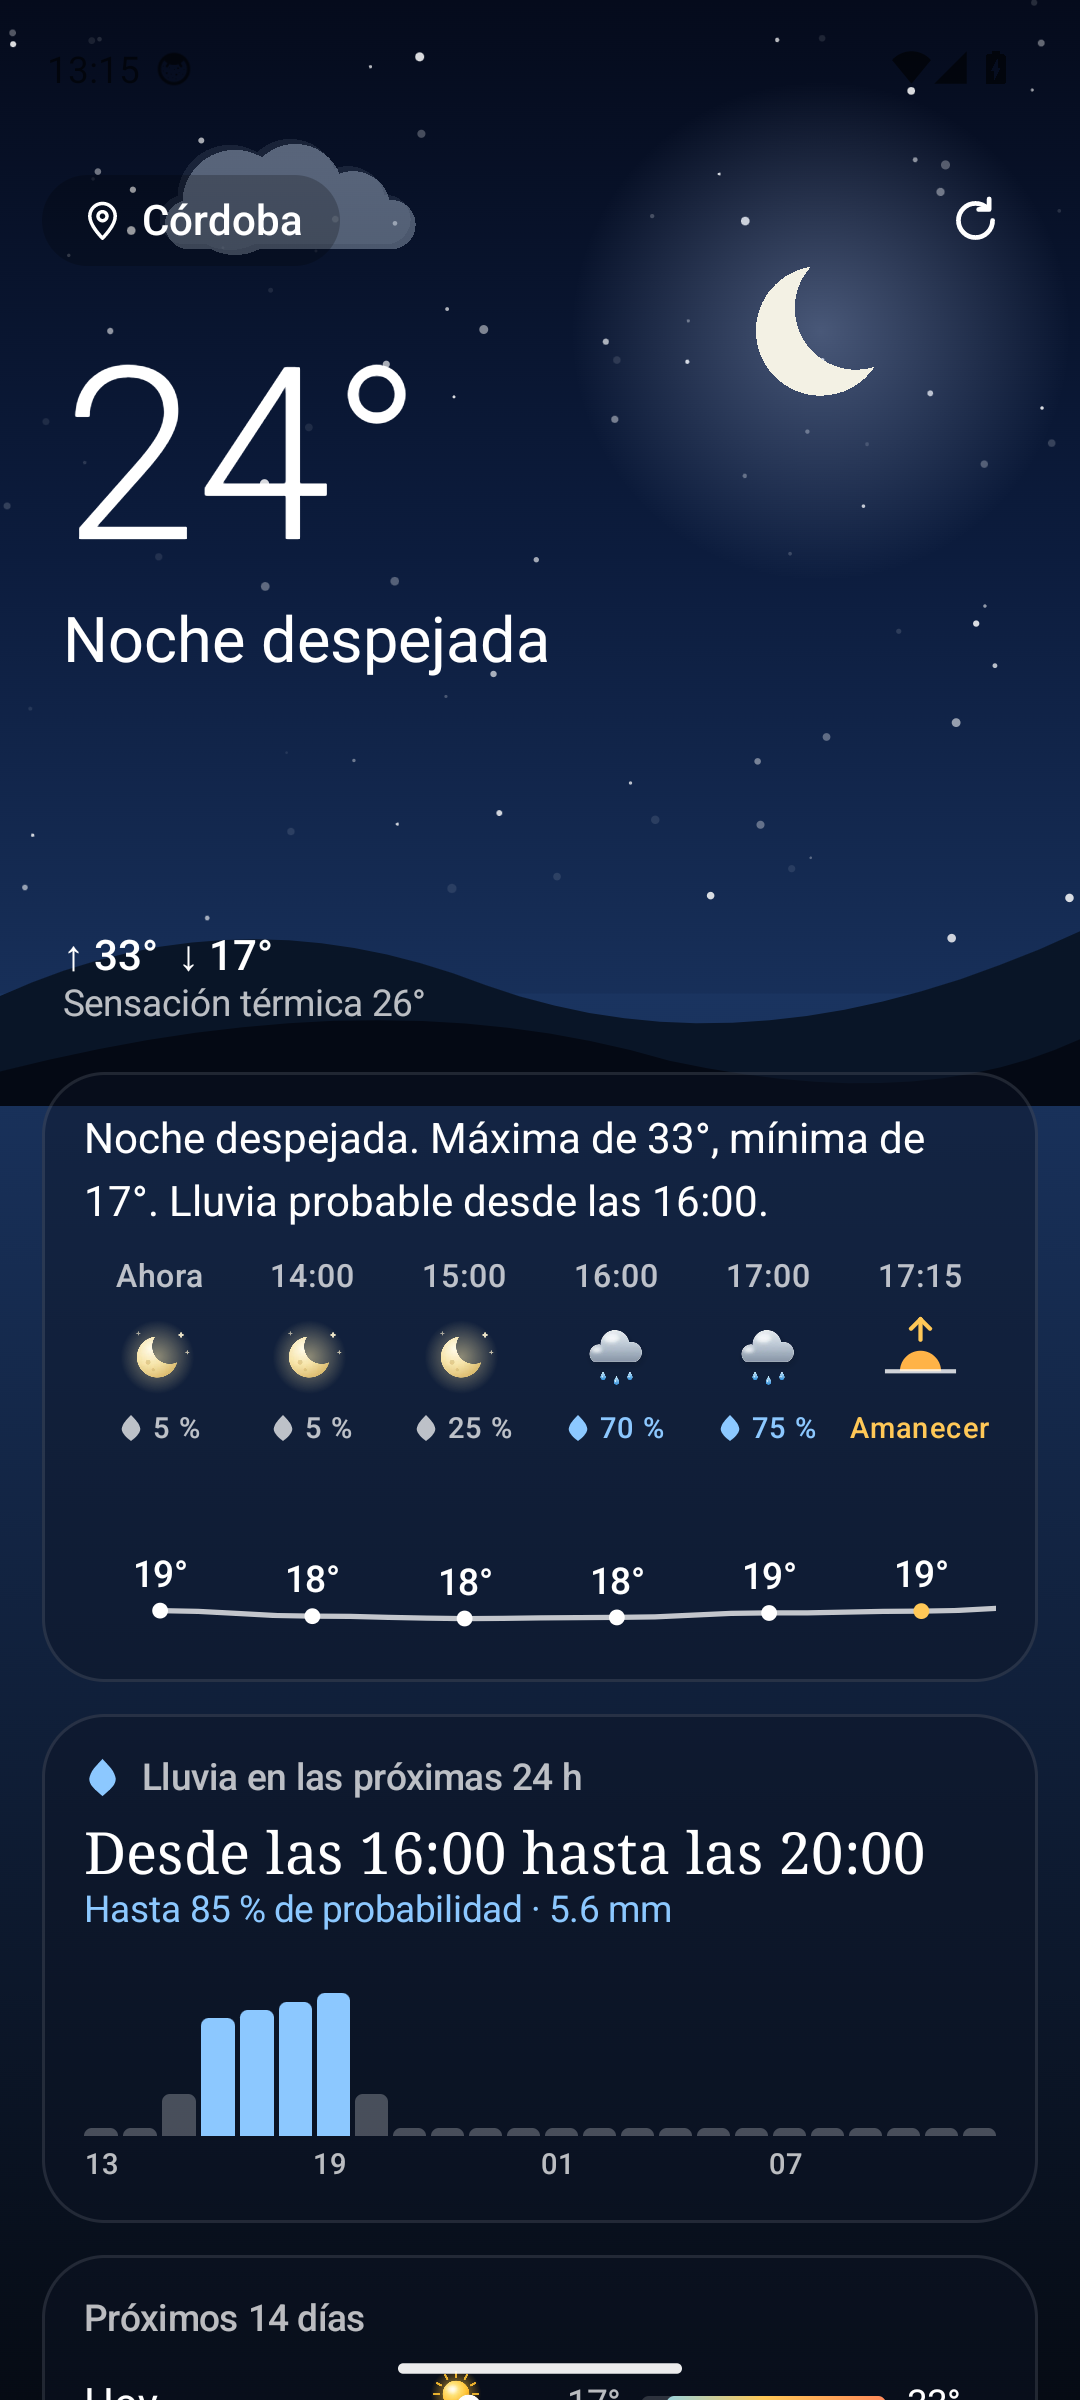 13:15
Córdoba
24°
Noche despejada
↑ 33° ↓ 17°
Sensación térmica 26°
Noche despejada. Máxima de 33°, mínima de
17°. Lluvia probable desde las 16:00.
Ahora 14:00 15:00 16:00 17:00 17:15
5 % 5 % 25 % 70 % 75 % Amanecer
19° 18° 18° 18° 19° 19°
Lluvia en las próximas 24 h
Desde las 16:00 hasta las 20:00
Hasta 85 % de probabilidad · 5.6 mm
13 19 01 07
Próximos 14 días
Hoy 17°